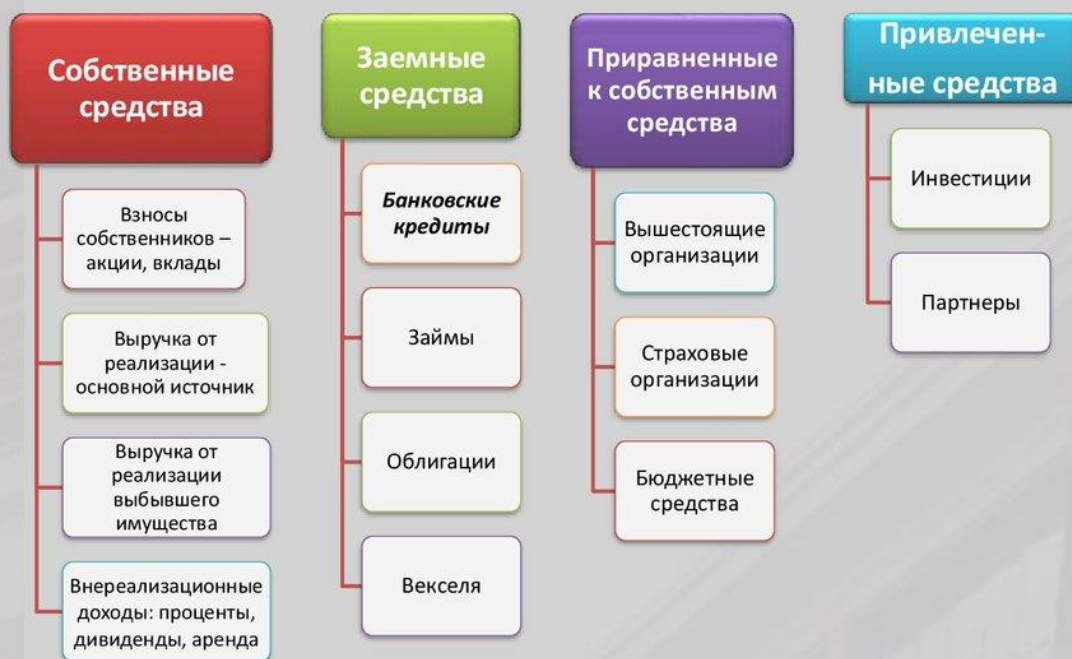 Собственные
средства
Взносы
собственников –
акции, вклады
Выручка от
реализации -
основной источник
Выручка от
реализации
выбывшего
имущества
Внереализационные
доходы: проценты,
дивиденды, аренда
Заемные
средства
Банковские
кредиты
Займы
Облигации
Векселя
Приравненные
к собственным
средства
Вышестоящие
организации
Страховые
организации
Бюджетные
средства
Привлечен-
ные средства
Инвестиции
Партнеры